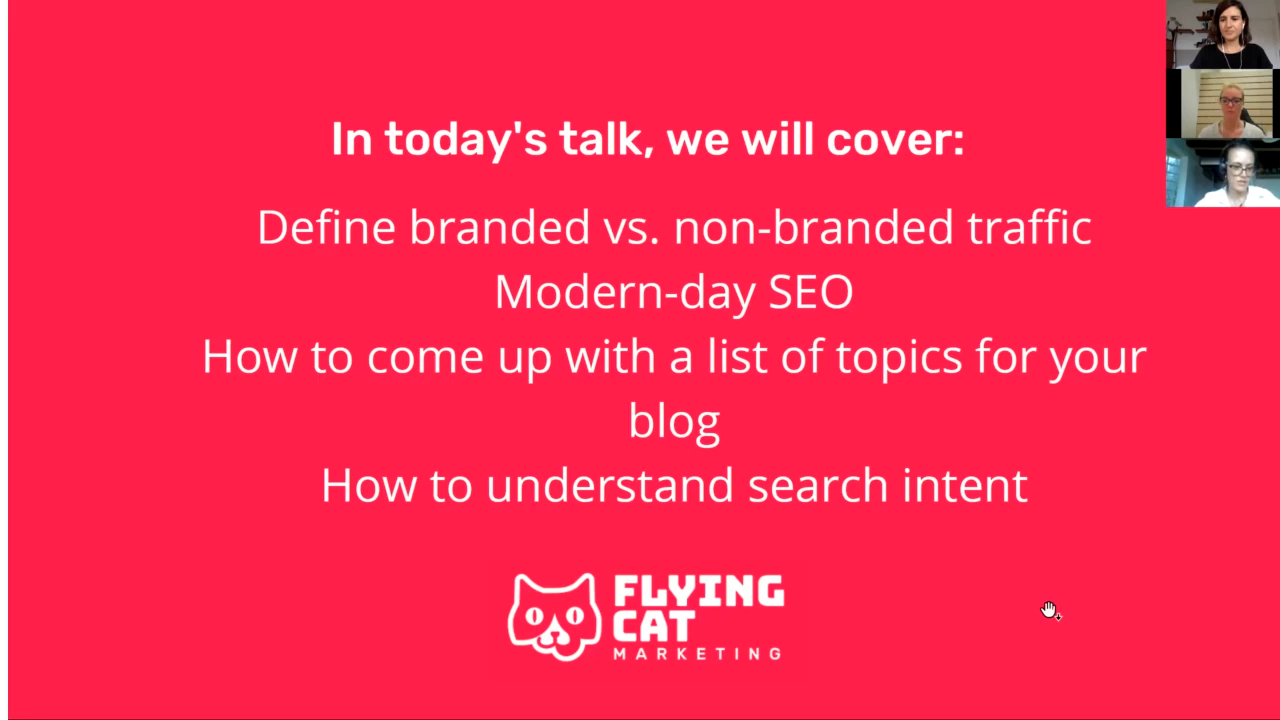 In today's talk, we will cover:
Define branded vs. non-branded traffic
Modern-day SEO
How to come up with a list of topics for your
blog
How to understand search intent
FLYING
CAT
MARKETING